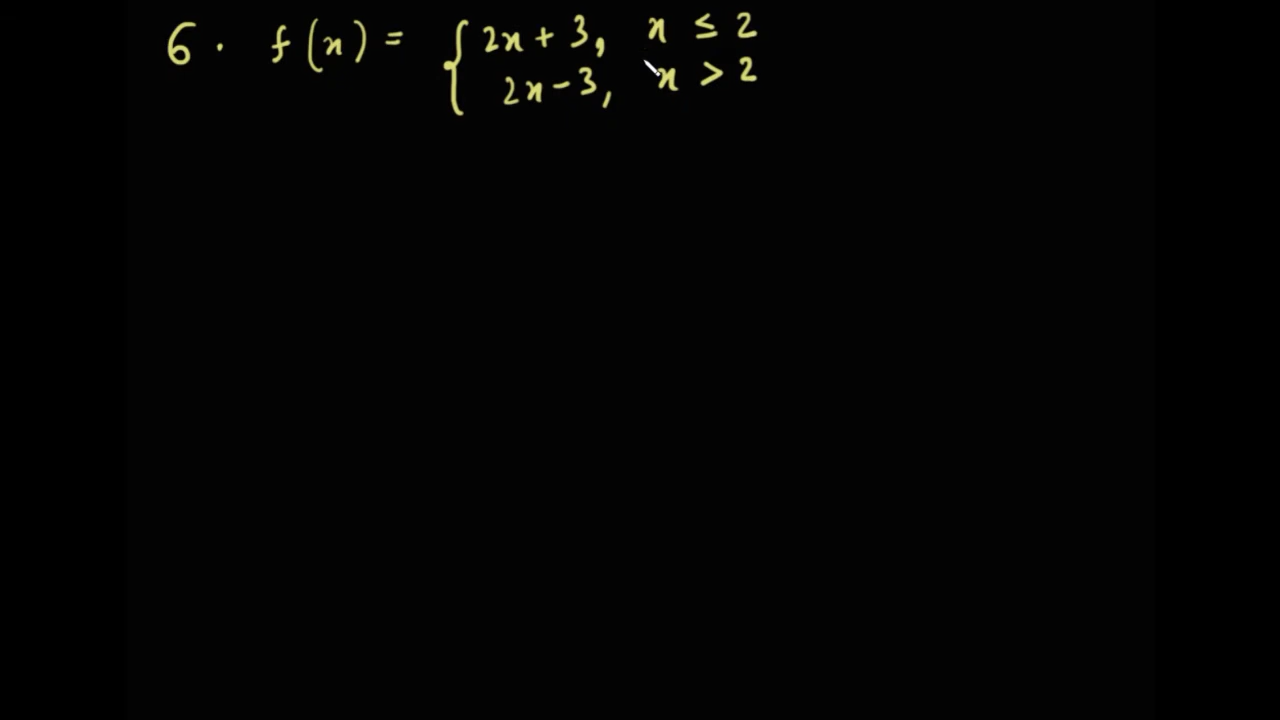 6. f(x) = { 2x + 3, x ≤ 2
2x - 3, x > 2